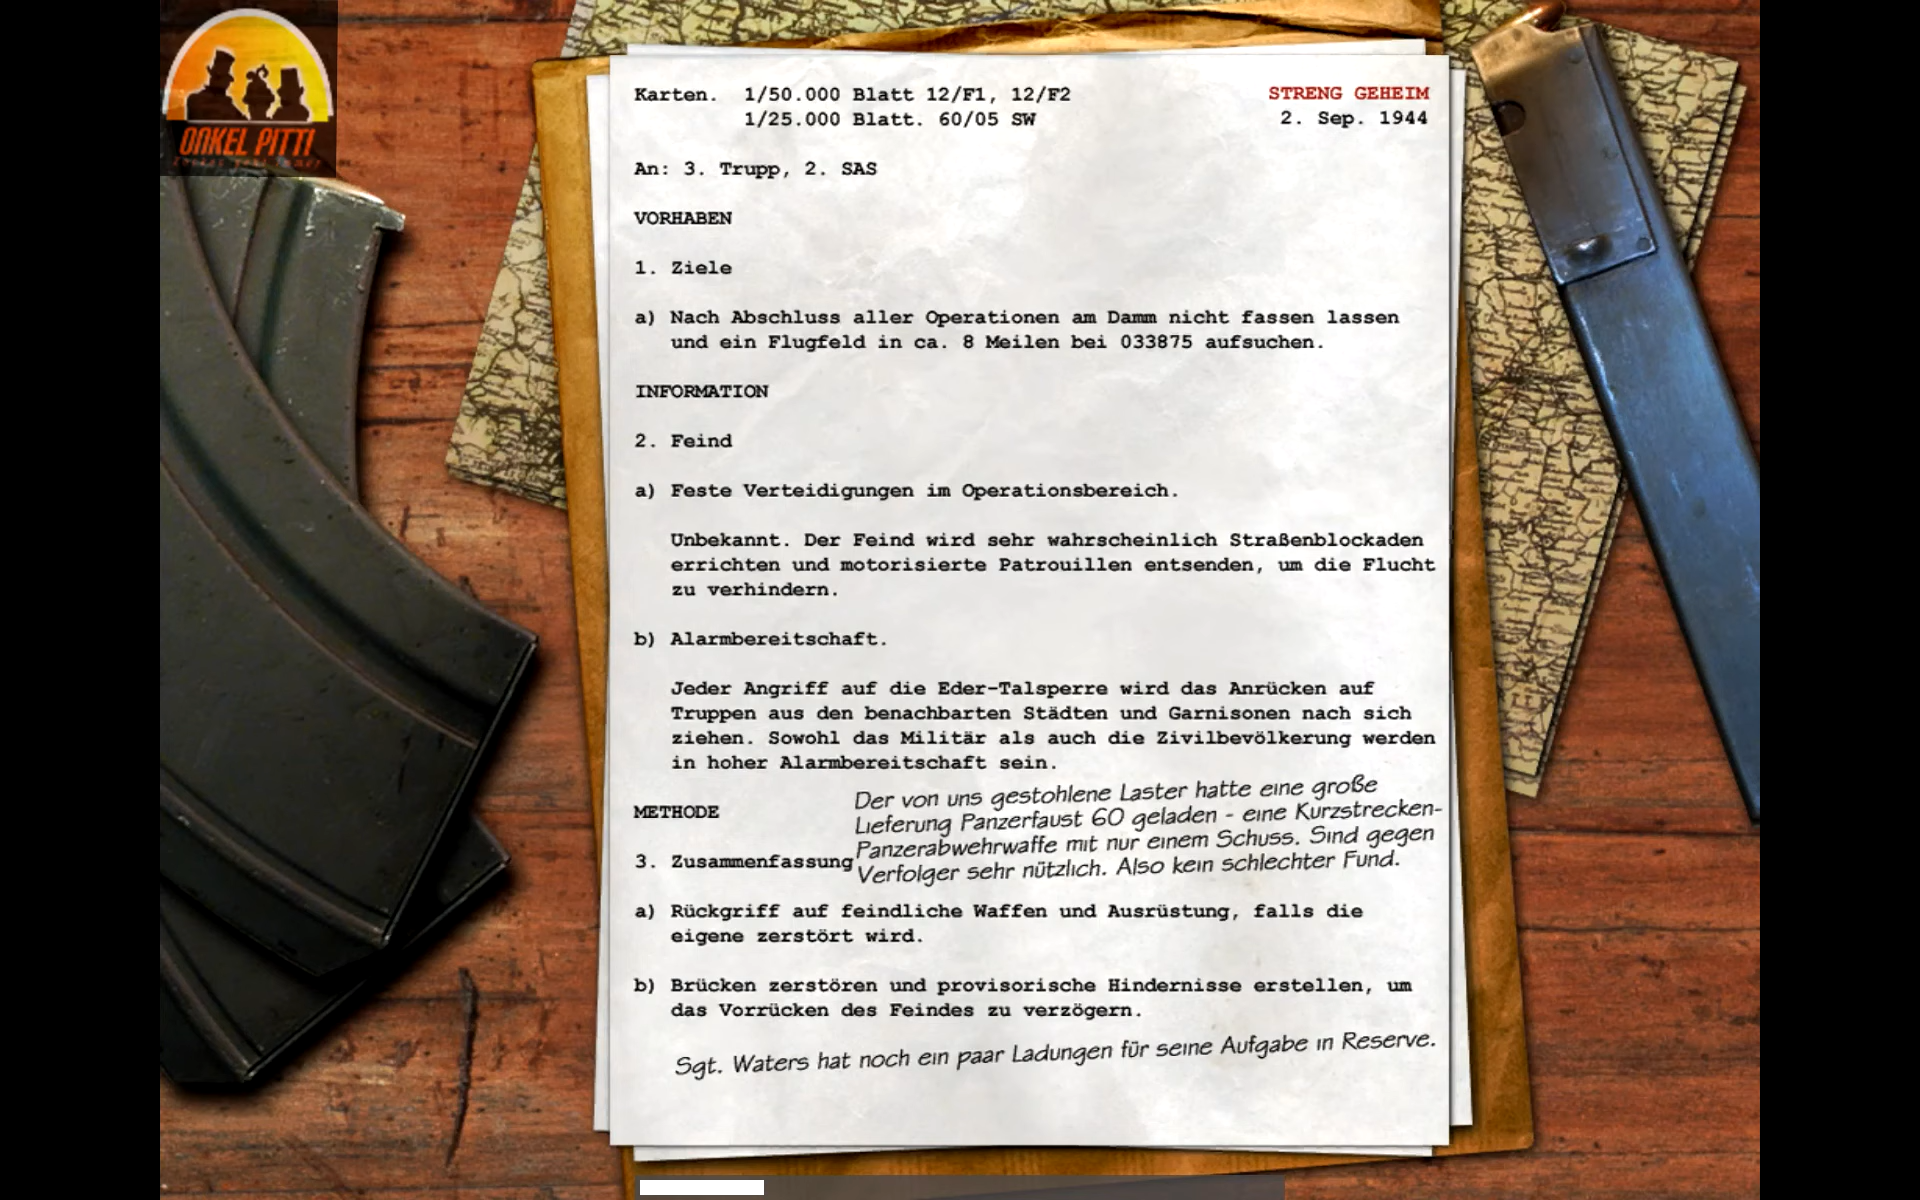 ONKEL PITTI
Karten. 1/50.000 Blatt 12/F1, 12/F2
STRENG GEHEIM
1/25.000 Blatt. 60/05 SW
2. Sep. 1944
An: 3. Trupp, 2. SAS
VORHABEN
1. Ziele
a) Nach Abschluss aller Operationen am Damm nicht fassen lassen
und ein Flugfeld in ca. 8 Meilen bei 033875 aufsuchen.
INFORMATION
2. Feind
a) Feste Verteidigungen im Operationsbereich.
Unbekannt. Der Feind wird sehr wahrscheinlich Straßenblockaden
errichten und motorisierte Patrouillen entsenden, um die Flucht
zu verhindern.
b) Alarmbereitschaft.
Jeder Angriff auf die Eder-Talsperre wird das Anrücken auf
Truppen aus den benachbarten Städten und Garnisonen nach sich
ziehen. Sowohl das Militär als auch die Zivilbevölkerung werden
in hoher Alarmbereitschaft sein.
METHODE
Der von uns gestohlene Laster hatte eine große
Lieferung Panzerfaust 60 geladen - eine Kurzstrecken-
Panzerabwehrwaffe mit nur einem Schuss. Sind gegen
Verfolger sehr nützlich. Also kein schlechter Fund.
3. Zusammenfassung
a) Rückgriff auf feindliche Waffen und Ausrüstung, falls die
eigene zerstört wird.
b) Brücken zerstören und provisorische Hindernisse erstellen, um
das Vorrücken des Feindes zu verzögern.
Sgt. Waters hat noch ein paar Ladungen für seine Aufgabe in Reserve.